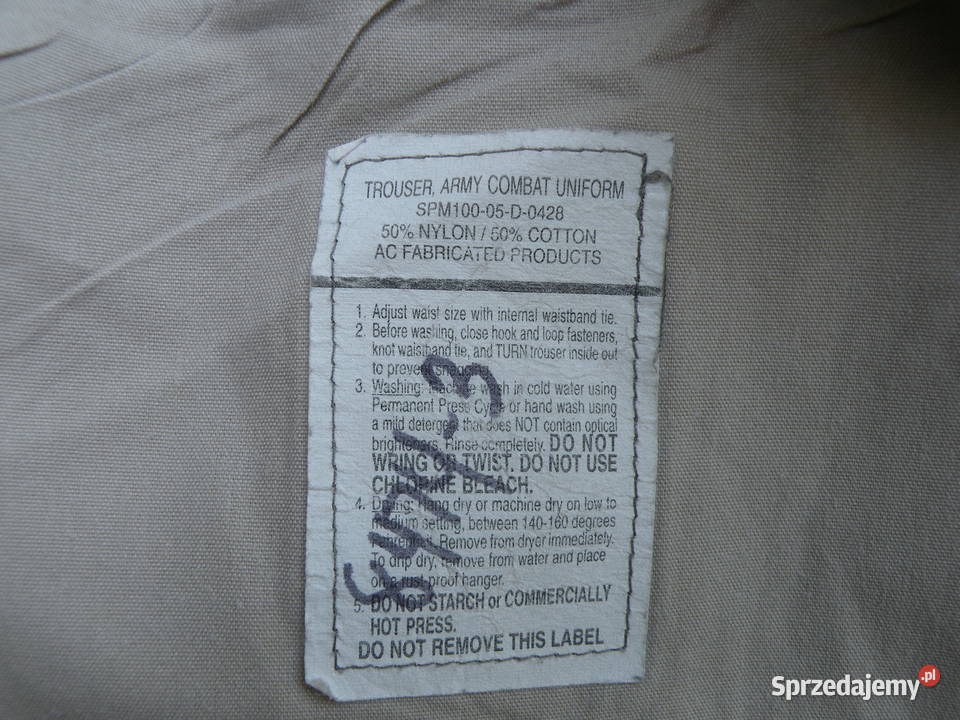 TROUSER, ARMY COMBAT UNIFORM
SPM100-05-D-0428
50% NYLON / 50% COTTON
AC FABRICATED PRODUCTS
1. Adjust waist size with internal waistband tie.
2. Before washing, close hook and loop fasteners,
knot waistband tie, and TURN trouser inside out
to prevent snagging.
3. Washing: Machine wash in cold water using
Permanent Press Cycle or hand wash using
a mild detergent that does NOT contain optical
brighteners. Rinse completely. DO NOT
WRING OR TWIST. DO NOT USE
CHLORINE BLEACH.
4. Drying: Hang dry or machine dry on low to
medium setting, between 140-160 degrees
Fahrenheit. Remove from dryer immediately.
To drip dry, remove from water and place
on a rust-proof hanger.
5. DO NOT STARCH or COMMERCIALLY
HOT PRESS.
DO NOT REMOVE THIS LABEL
Sprzedajemy.pl